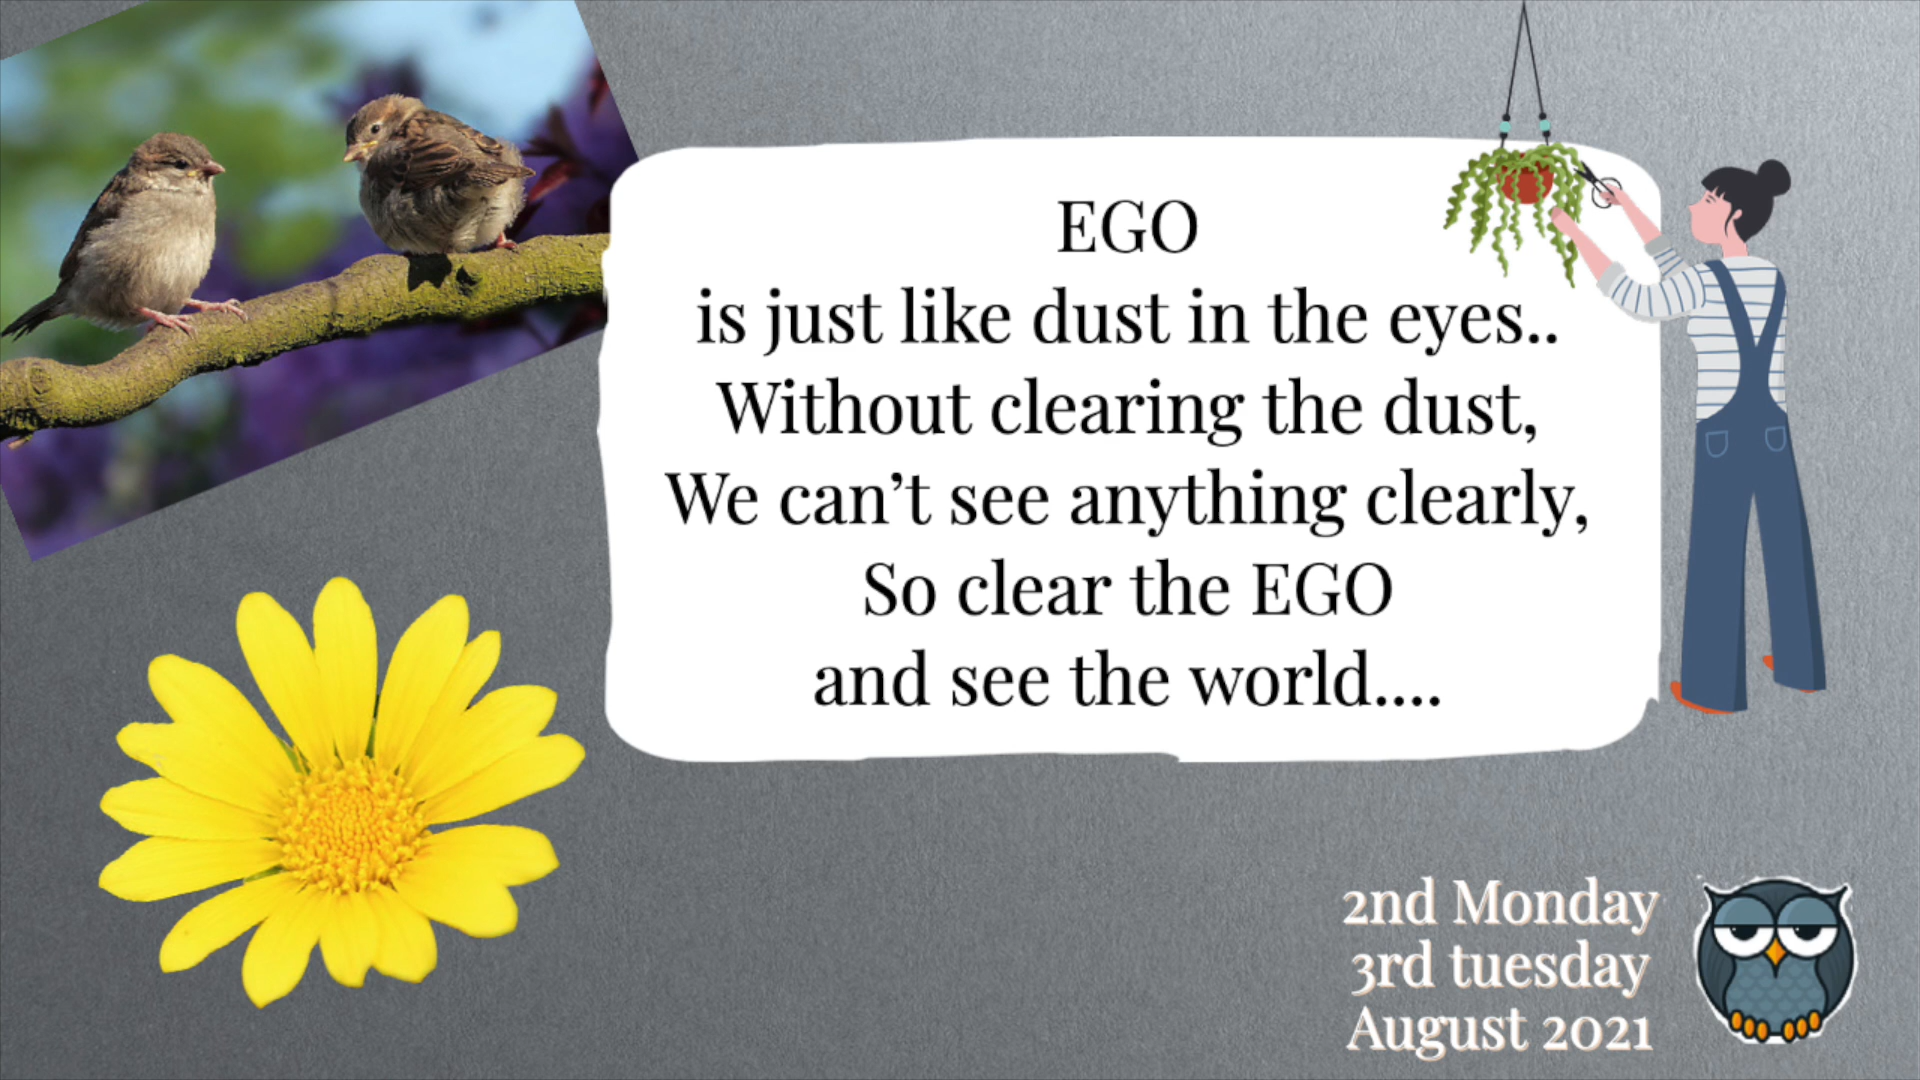 EGO
is just like dust in the eyes..
Without clearing the dust,
We can’t see anything clearly,
So clear the EGO
and see the world....
2nd Monday
3rd tuesday
August 2021